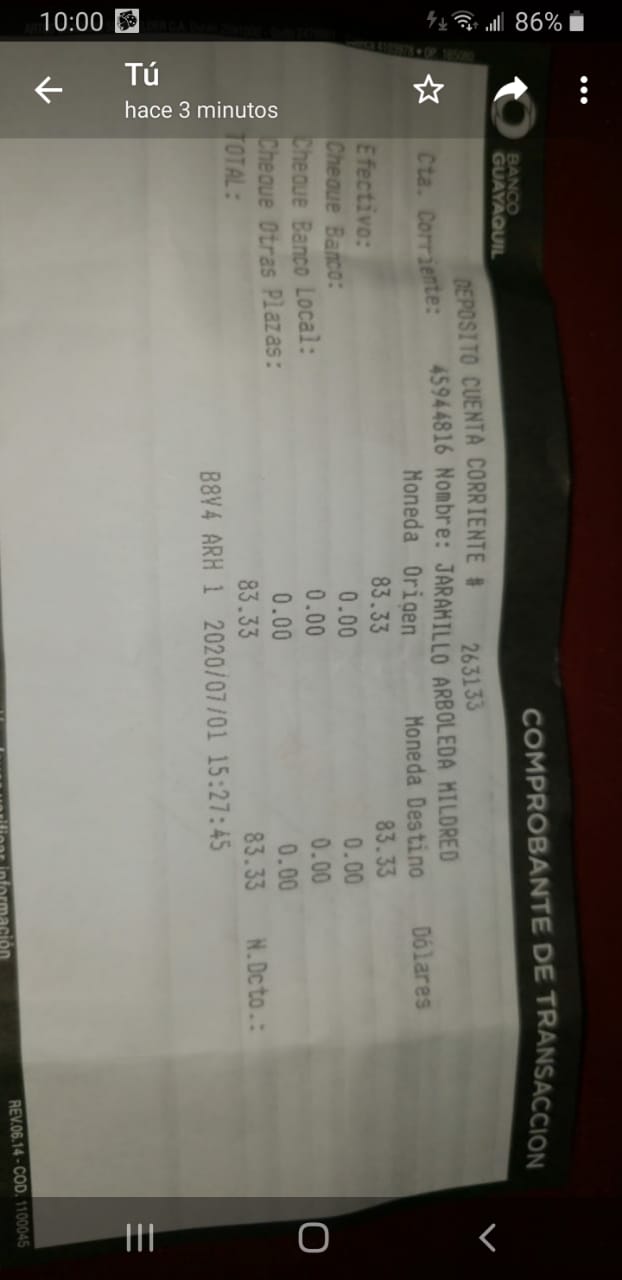 10:00
86%
Tú
hace 3 minutos
BANCO
GUAYAQUIL
COMPROBANTE DE TRANSACCION
DEPOSITO CUENTA CORRIENTE # 263133
Cta. Corriente: 45944816 Nombre: JARAMILLO ARBOLEDA MILDRED
Moneda Origen Moneda Destino Dólares
Efectivo: 83.33 83.33
Cheque Banco: 0.00 0.00
Cheque Banco Local: 0.00 0.00
Cheque Otras Plazas: 0.00 0.00
TOTAL: 83.33 83.33 N.Dcto.:
B8V4 ARH 1 2020/07/01 15:27:45
información
REV.06.14 - COD. 1100045